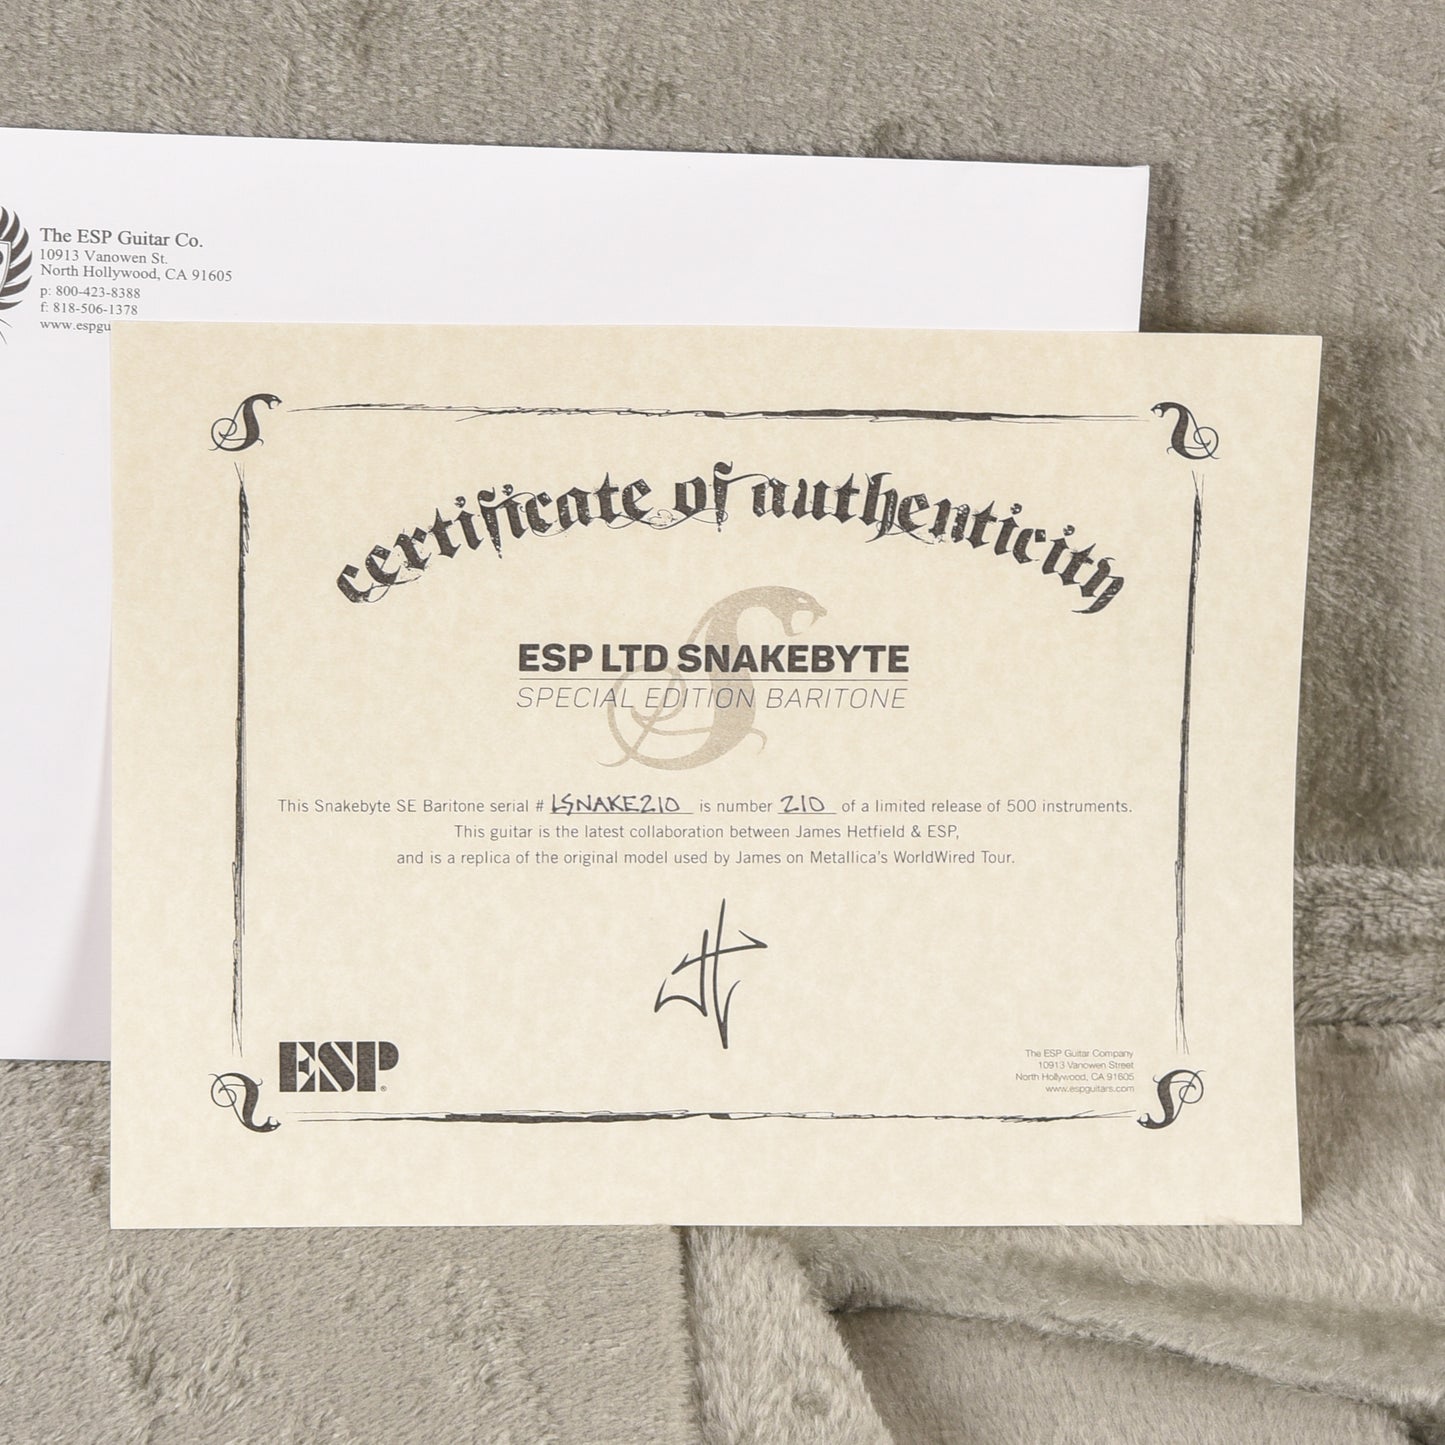 The ESP Guitar Co.
10913 Vanowen St.
North Hollywood, CA 91605
p: 800-423-8388
f: 818-506-1378
www.espgu
certificate of authenticity
ESP LTD SNAKEBYTE
SPECIAL EDITION BARITONE
This Snakebyte SE Baritone serial # LSNAKE210 is number 210 of a limited release of 500 instruments.
This guitar is the latest collaboration between James Hetfield & ESP,
and is a replica of the original model used by James on Metallica's WorldWired Tour.
ESP®
The ESP Guitar Company
10913 Vanowen Street
North Hollywood, CA 91605
www.espguitars.com